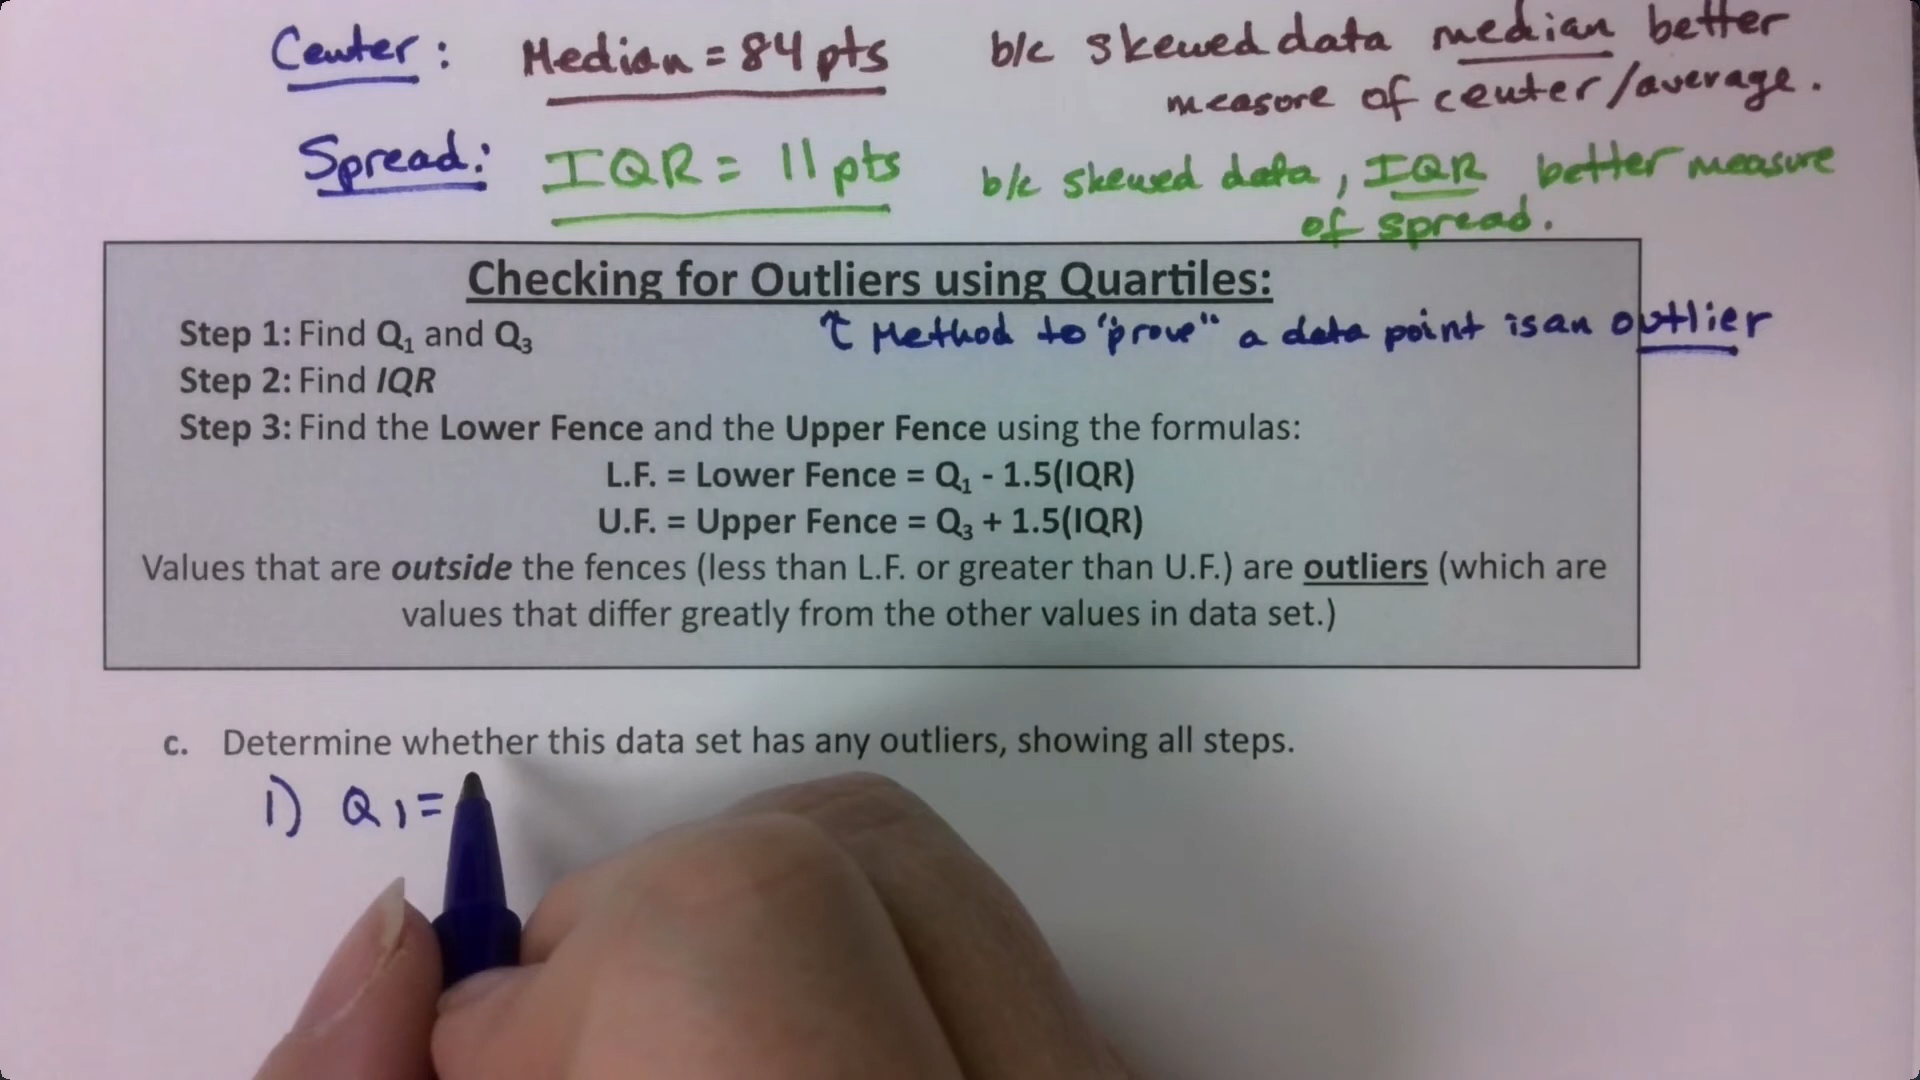 Center: Median = 84 pts b/c skewed data median better
measure of center/average.
Spread: IQR = 11 pts b/c skewed data, IQR better measure
of spread.
Checking for Outliers using Quartiles:
Step 1: Find Q₁ and Q₃ ↑ Method to "prove" a data point is an outlier
Step 2: Find IQR
Step 3: Find the Lower Fence and the Upper Fence using the formulas:
L.F. = Lower Fence = Q₁ - 1.5(IQR)
U.F. = Upper Fence = Q₃ + 1.5(IQR)
Values that are outside the fences (less than L.F. or greater than U.F.) are outliers (which are
values that differ greatly from the other values in data set.)
c. Determine whether this data set has any outliers, showing all steps.
1) Q₁ =